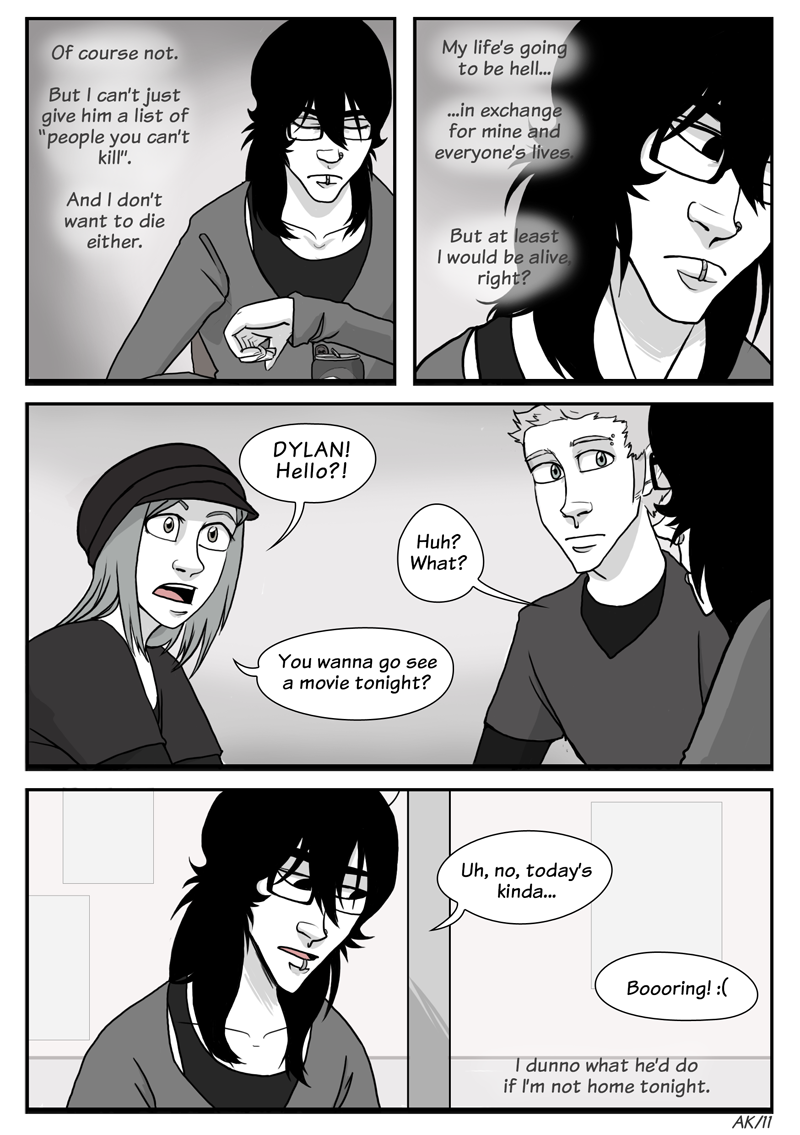 Of course not.
But I can't just
give him a list of
"people you can't
kill".
And I don't
want to die
either.
My life's going
to be hell...
...in exchange
for mine and
everyone's lives.
But at least
I would be alive,
right?
DYLAN!
Hello?!
Huh?
What?
You wanna go see
a movie tonight?
Uh, no, today's
kinda...
Boooring! :(
I dunno what he'd do
if I'm not home tonight.
AK/11